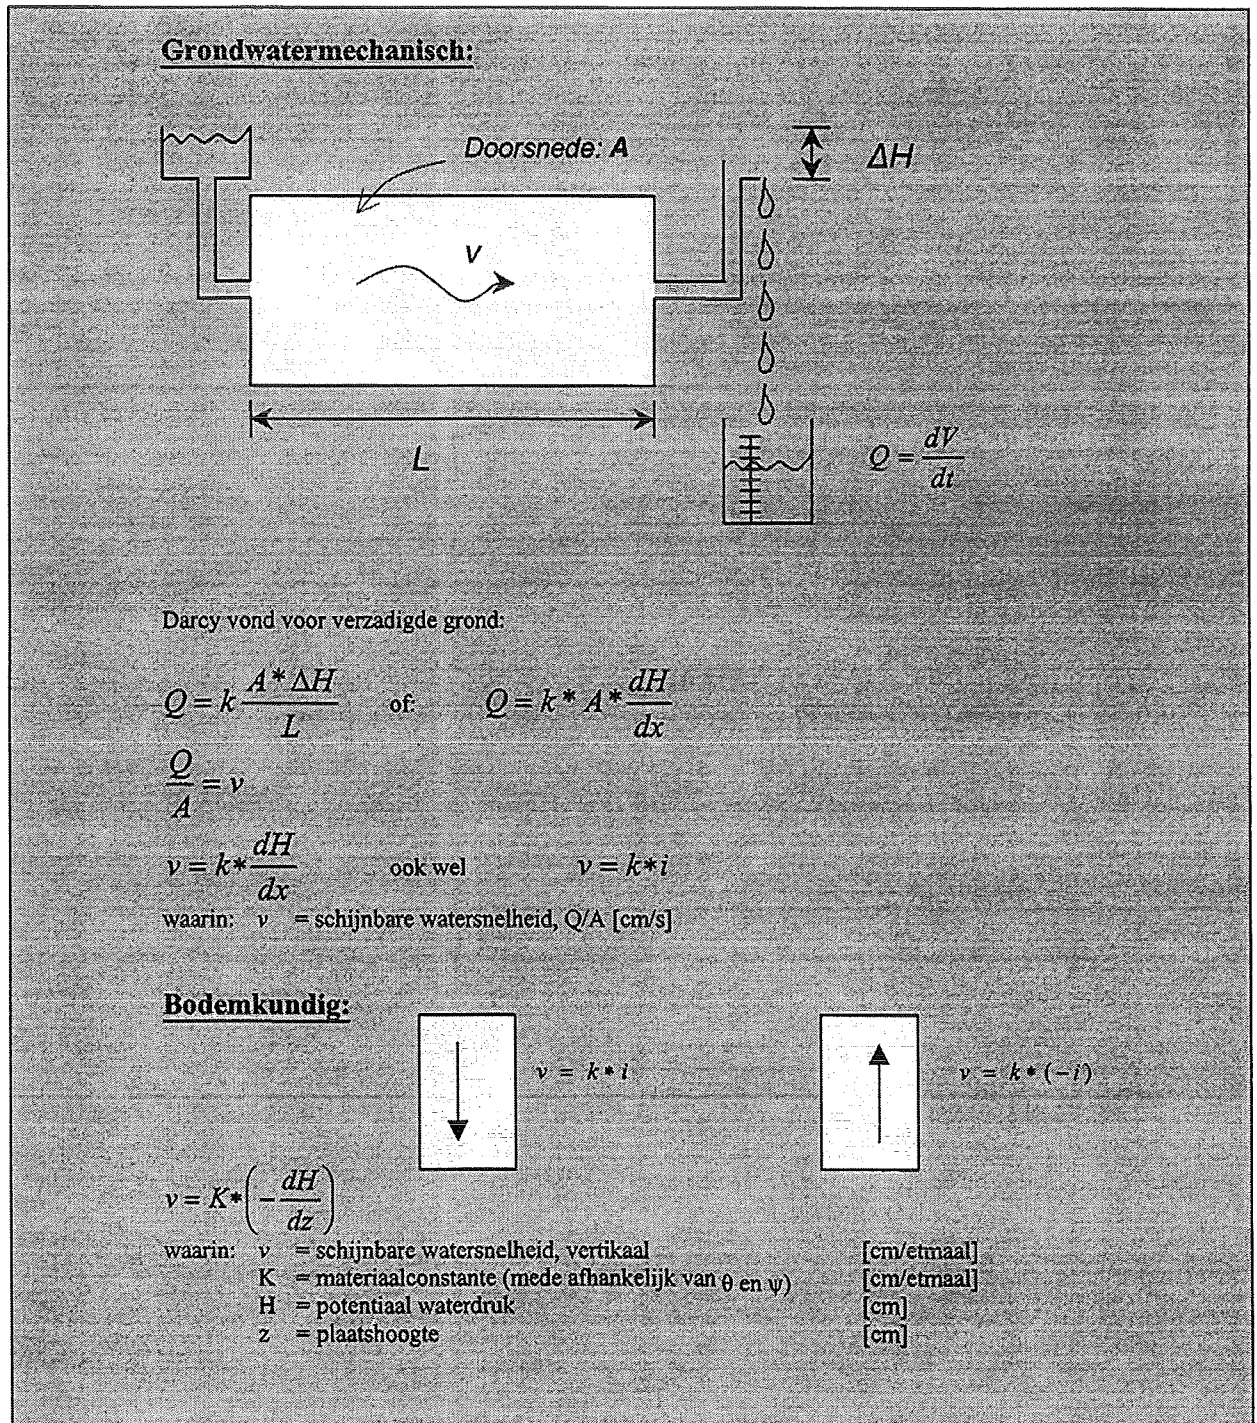 Grondwatermechanisch:
Doorsnede: A
ΔH
v
L
Q = dV/dt
Darcy vond voor verzadigde grond:
Q = k A* ΔH/L of: Q = k* A* dH/dx
Q/A = v
v = k* dH/dx ook wel v = k*i
waarin: v = schijnbare watersnelheid, Q/A [cm/s]
Bodemkundig:
v = k* i
v = k* (-i)
v = K* (-dH/dz)
waarin: v = schijnbare watersnelheid, vertikaal [cm/etmaal]
K = materiaalconstante (mede afhankelijk van θ en ψ) [cm/etmaal]
H = potentiaal waterdruk [cm]
z = plaatshoogte [cm]